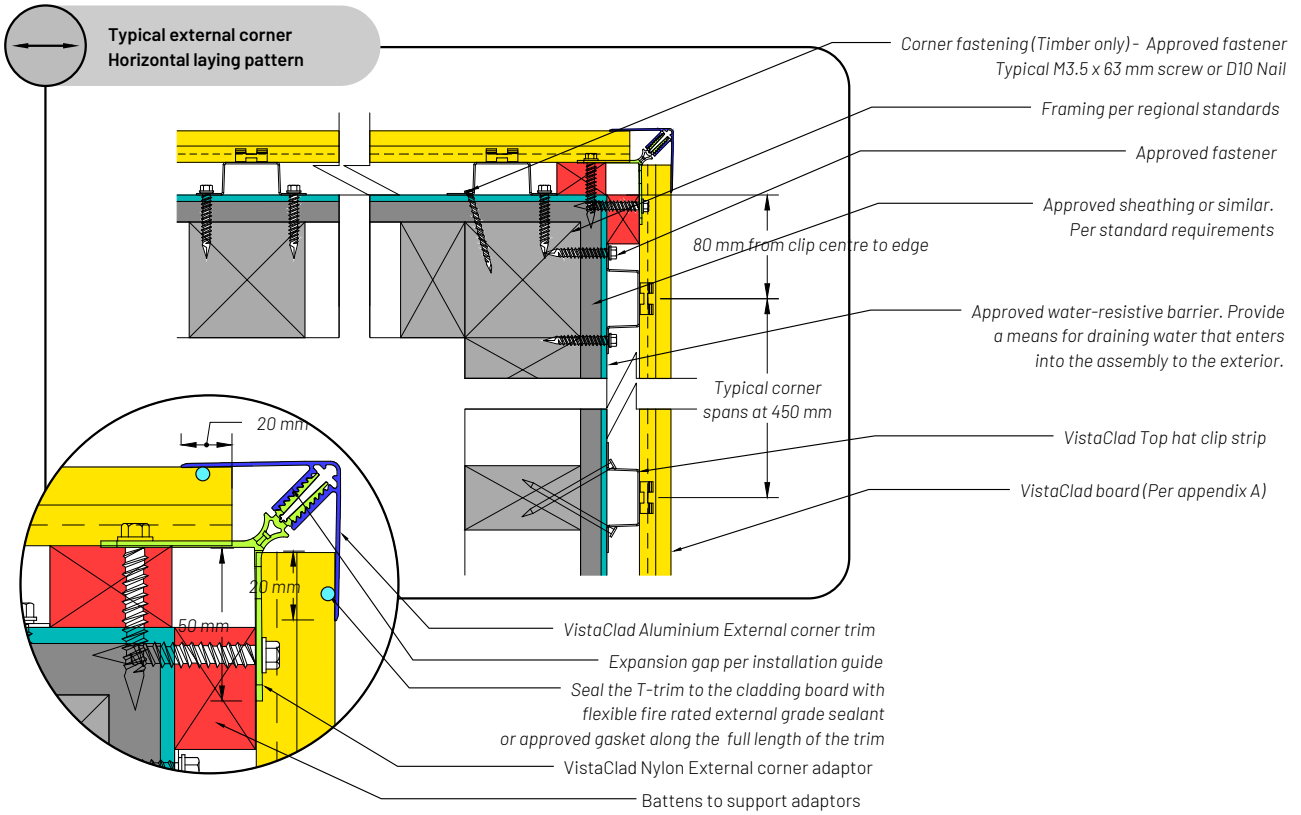 Typical external corner
Horizontal laying pattern
Corner fastening (Timber only) - Approved fastener
Typical M3.5 x 63 mm screw or D10 Nail
Framing per regional standards
Approved fastener
Approved sheathing or similar.
Per standard requirements
80 mm from clip centre to edge
Approved water-resistive barrier. Provide
a means for draining water that enters
into the assembly to the exterior.
Typical corner
spans at 450 mm
VistaClad Top hat clip strip
VistaClad board (Per appendix A)
20 mm
20 mm
50 mm
VistaClad Aluminium External corner trim
Expansion gap per installation guide
Seal the T-trim to the cladding board with
flexible fire rated external grade sealant
or approved gasket along the full length of the trim
VistaClad Nylon External corner adaptor
Battens to support adaptors